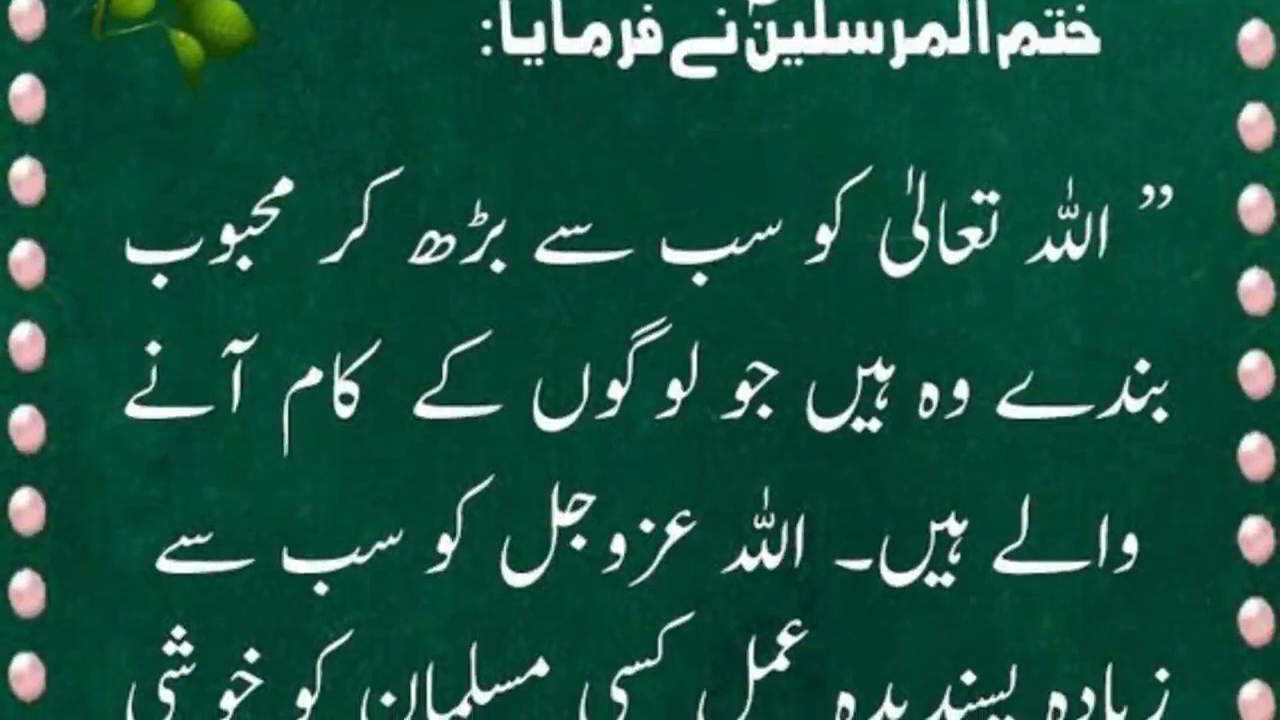 ختم المرسلینؐ نے فرمایا:
” اللہ تعالیٰ کو سب سے بڑھ کر محبوب
بندے وہ ہیں جو لوگوں کے کام آنے
والے ہیں۔ اللہ عزوجل کو سب سے
زیادہ پسندیدہ عمل کسی مسلمان کو خوشی